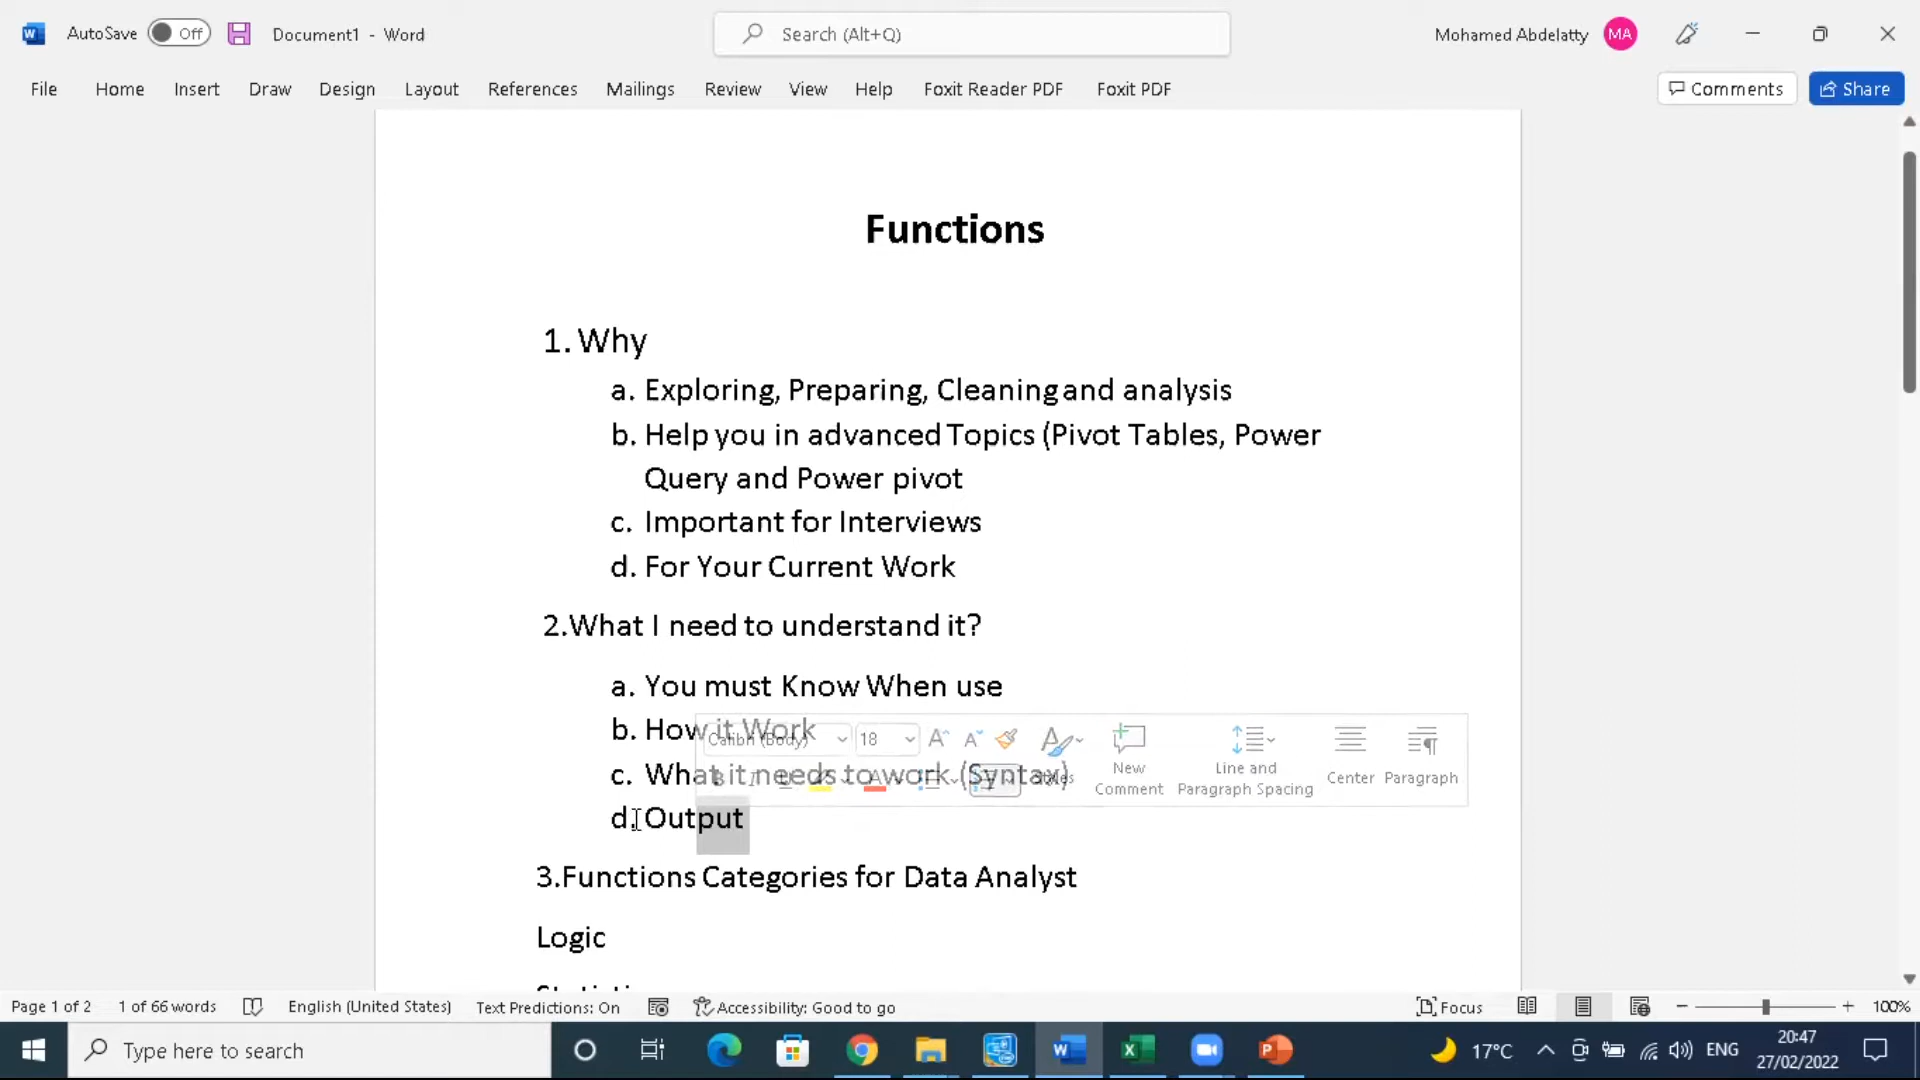 AutoSave Off Document1 - Word Search (Alt+Q) Mohamed Abdelatty MA
File Home Insert Draw Design Layout References Mailings Review View Help Foxit Reader PDF Foxit PDF Comments Share
Functions
1. Why
a. Exploring, Preparing, Cleaning and analysis
b. Help you in advanced Topics (Pivot Tables, Power
Query and Power pivot
c. Important for Interviews
d. For Your Current Work
2.What I need to understand it?
a. You must Know When use
b. How it Work
Calibri (Body) 18
c. What it needs to work (Syntax)
Styles New Comment Line and Paragraph Spacing Center Paragraph
d. Output
3.Functions Categories for Data Analyst
Logic
Page 1 of 2 1 of 66 words English (United States) Text Predictions: On Accessibility: Good to go Focus 100%
Type here to search 17°C ENG 20:47
27/02/2022